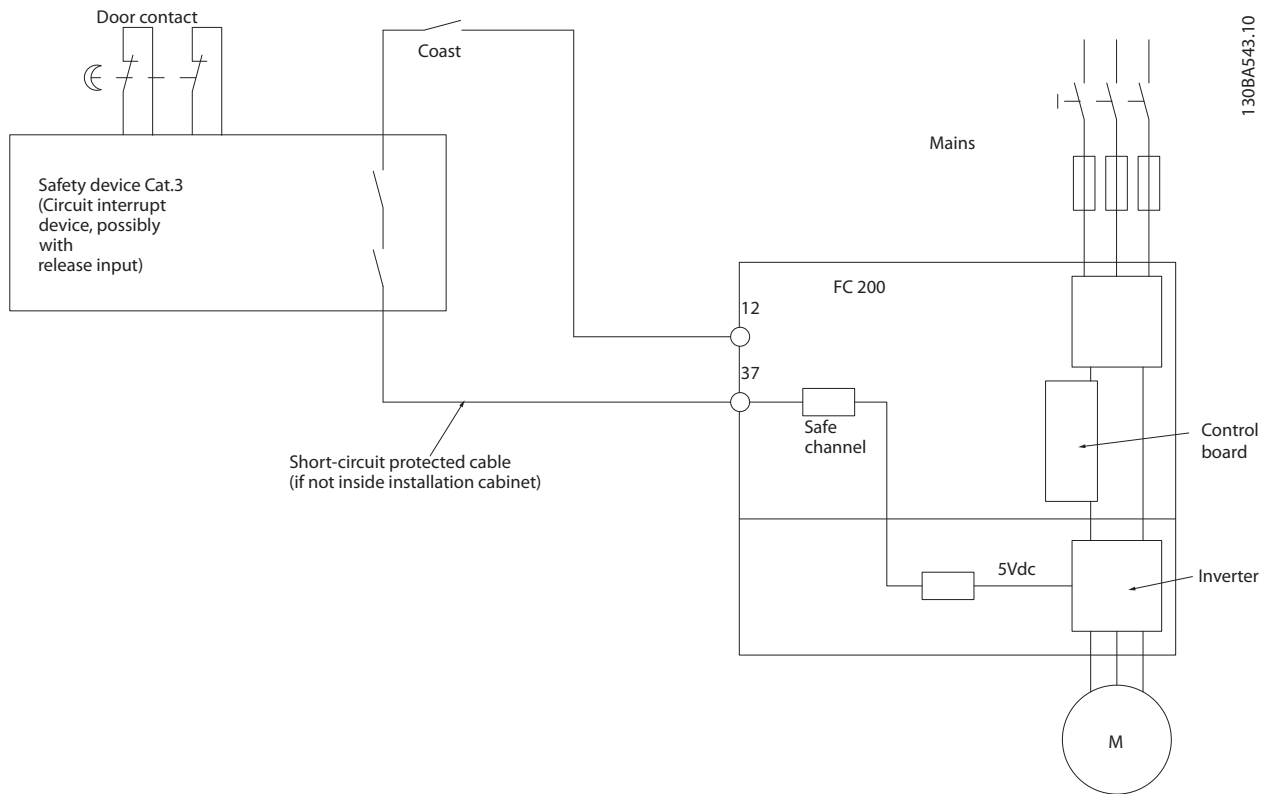 Door contact
Coast
130BA543.10
Mains
Safety device Cat.3
(Circuit interrupt
device, possibly
with
release input)
FC 200
12
37
Safe
channel
Control
board
Short-circuit protected cable
(if not inside installation cabinet)
5Vdc
Inverter
M